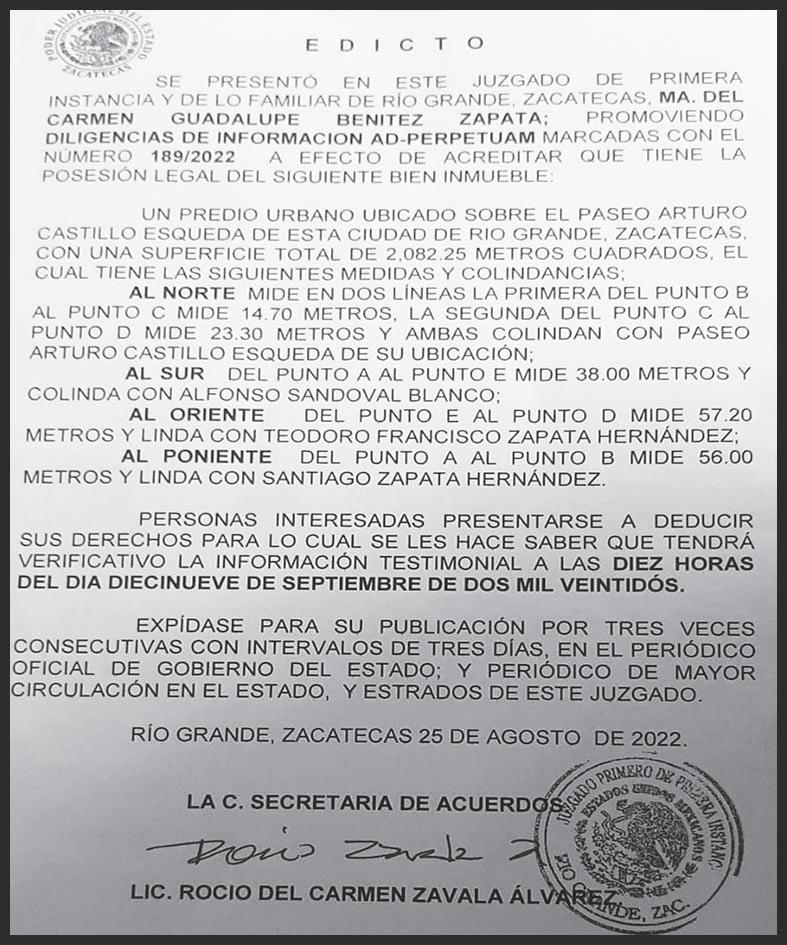 PODER JUDICIAL DEL ESTADO
ZACATECAS
E D I C T O
SE PRESENTÓ EN ESTE JUZGADO DE PRIMERA
INSTANCIA Y DE LO FAMILIAR DE RÍO GRANDE, ZACATECAS, MA. DEL
CARMEN GUADALUPE BENITEZ ZAPATA; PROMOVIENDO
DILIGENCIAS DE INFORMACION AD-PERPETUAM MARCADAS CON EL
NÚMERO 189/2022 A EFECTO DE ACREDITAR QUE TIENE LA
POSESIÓN LEGAL DEL SIGUIENTE BIEN INMUEBLE:
UN PREDIO URBANO UBICADO SOBRE EL PASEO ARTURO
CASTILLO ESQUEDA DE ESTA CIUDAD DE RIO GRANDE, ZACATECAS,
CON UNA SUPERFICIE TOTAL DE 2,082.25 METROS CUADRADOS, EL
CUAL TIENE LAS SIGUIENTES MEDIDAS Y COLINDANCIAS;
AL NORTE MIDE EN DOS LÍNEAS LA PRIMERA DEL PUNTO B
AL PUNTO C MIDE 14.70 METROS, LA SEGUNDA DEL PUNTO C AL
PUNTO D MIDE 23.30 METROS Y AMBAS COLINDAN CON PASEO
ARTURO CASTILLO ESQUEDA DE SU UBICACIÓN;
AL SUR DEL PUNTO A AL PUNTO E MIDE 38.00 METROS Y
COLINDA CON ALFONSO SANDOVAL BLANCO;
AL ORIENTE DEL PUNTO E AL PUNTO D MIDE 57.20
METROS Y LINDA CON TEODORO FRANCISCO ZAPATA HERNÁNDEZ;
AL PONIENTE DEL PUNTO A AL PUNTO B MIDE 56.00
METROS Y LINDA CON SANTIAGO ZAPATA HERNÁNDEZ.
PERSONAS INTERESADAS PRESENTARSE A DEDUCIR
SUS DERECHOS PARA LO CUAL SE LES HACE SABER QUE TENDRÁ
VERIFICATIVO LA INFORMACIÓN TESTIMONIAL A LAS DIEZ HORAS
DEL DIA DIECINUEVE DE SEPTIEMBRE DE DOS MIL VEINTIDÓS.
EXPÍDASE PARA SU PUBLICACIÓN POR TRES VECES
CONSECUTIVAS CON INTERVALOS DE TRES DÍAS, EN EL PERIÓDICO
OFICIAL DE GOBIERNO DEL ESTADO; Y PERIÓDICO DE MAYOR
CIRCULACIÓN EN EL ESTADO, Y ESTRADOS DE ESTE JUZGADO.
RÍO GRANDE, ZACATECAS 25 DE AGOSTO DE 2022.
LA C. SECRETARIA DE ACUERDOS
LIC. ROCIO DEL CARMEN ZAVALA ÁLVAREZ.
JUZGADO PRIMERO DE PRIMERA INSTANC
ESTADOS UNIDOS MEXICANOS
RIO GRANDE, ZAC.